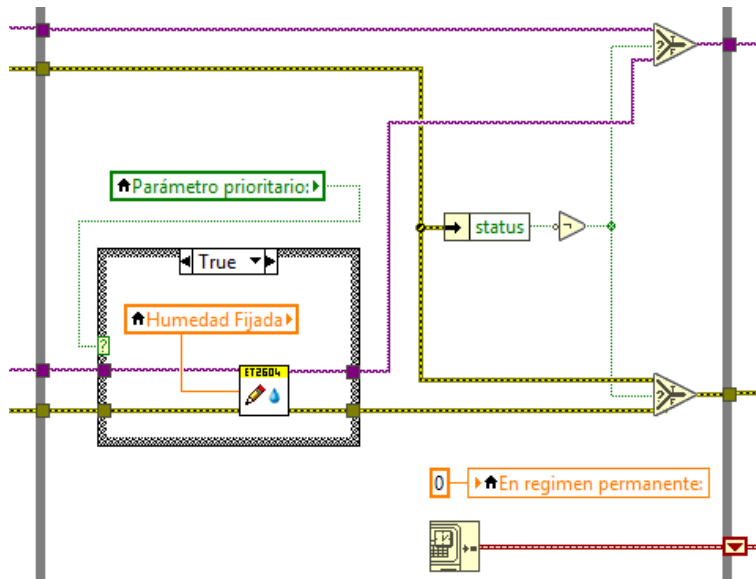 T
?
F
Parámetro prioritario:
status
True
Humedad Fijada
?
ET2604
T
?
F
0
En regimen permanente: